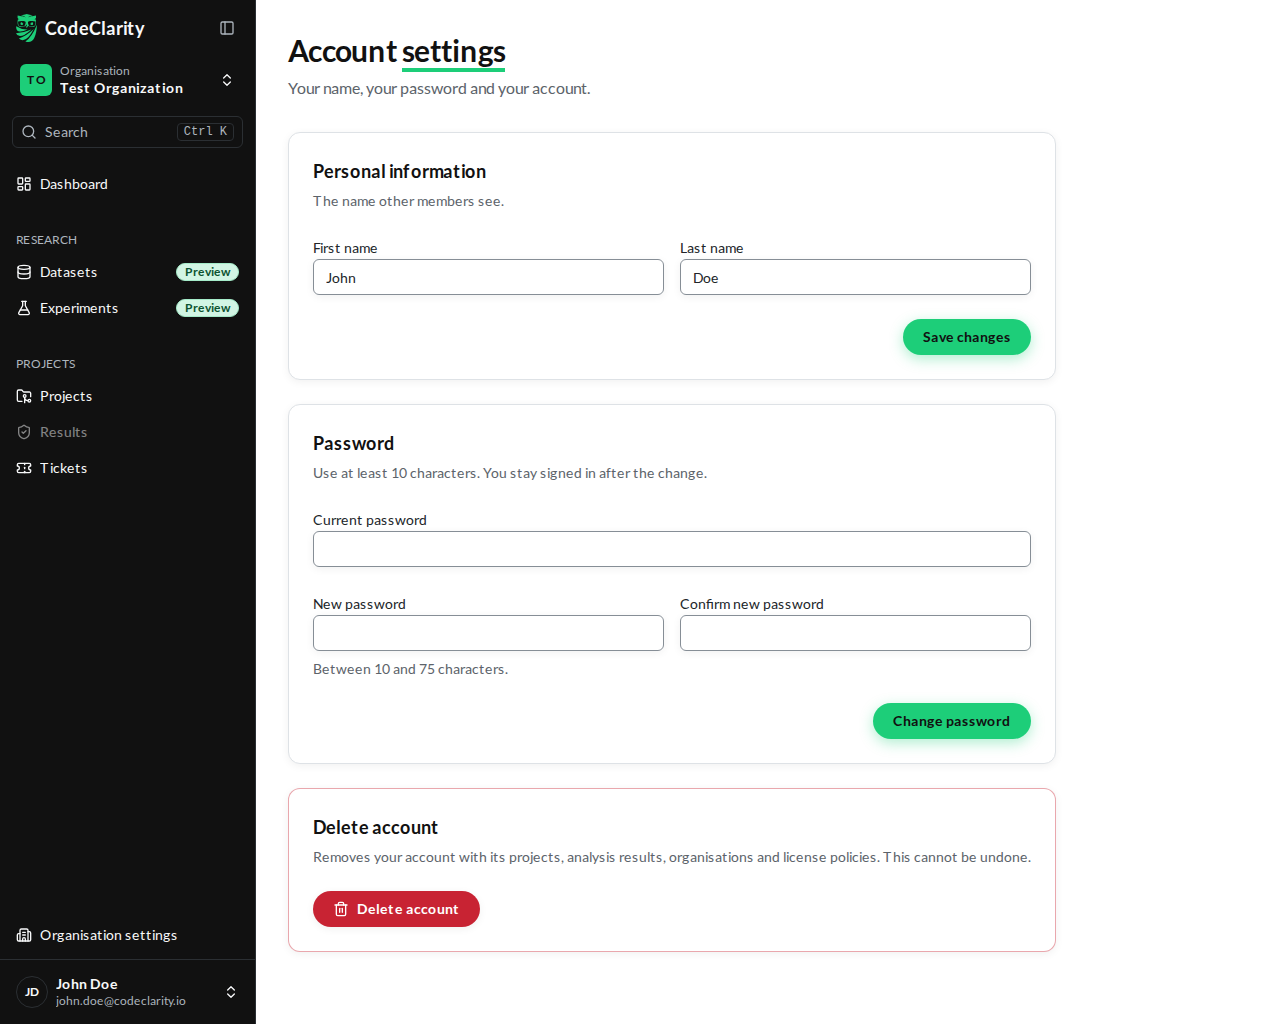 CodeClarity
TO
Organisation
Test Organization
Search
Ctrl K
Dashboard
RESEARCH
Datasets
Preview
Experiments
Preview
PROJECTS
Projects
Results
Tickets
Organisation settings
JD
John Doe
john.doe@codeclarity.io
Account settings
Your name, your password and your account.
Personal information
The name other members see.
First name
Last name
John
Doe
Save changes
Password
Use at least 10 characters. You stay signed in after the change.
Current password
New password
Confirm new password
Between 10 and 75 characters.
Change password
Delete account
Removes your account with its projects, analysis results, organisations and license policies. This cannot be undone.
Delete account